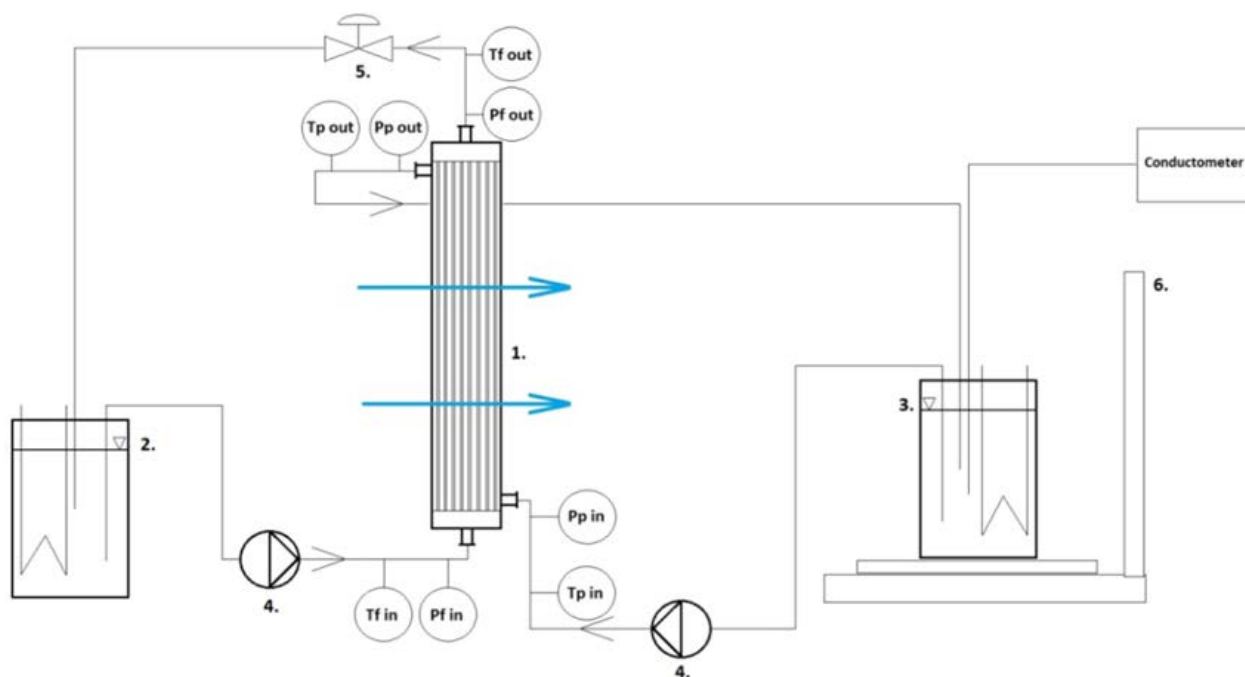 Tf out
5.
Pf out
Tp out
Pp out
Conductometer
6.
1.
3.
2.
Pp in
Tp in
4.
Tf in
Pf in
4.